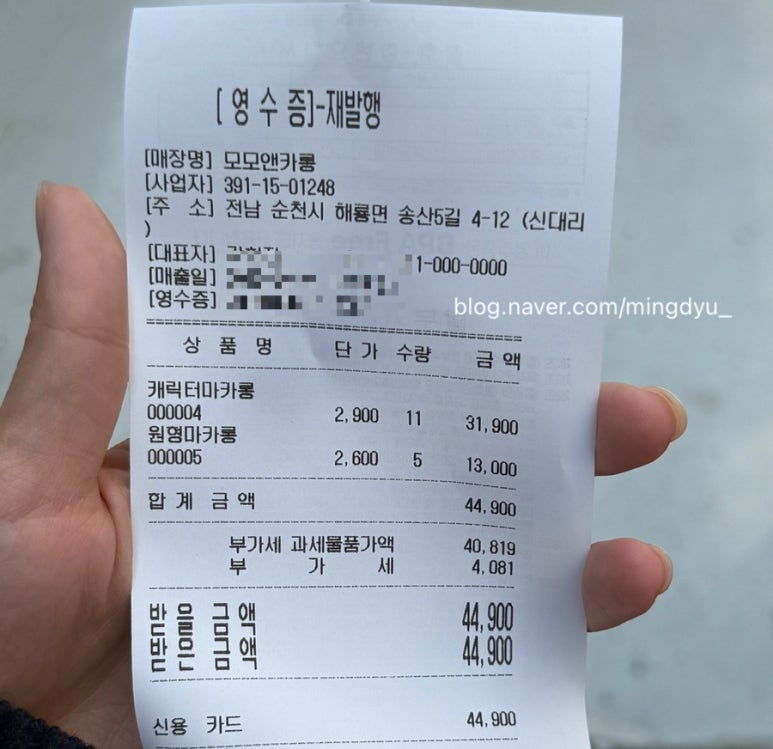 [영 수 증]-재발행
[매장명] 모모앤카롱
[사업자] 391-15-01248
[주 소] 전남 순천시 해룡면 송산5길 4-12 (신대리
)
[대표자] 1-000-0000
[매출일]
[영수증]
blog.naver.com/mingdyu_
상 품 명 단 가 수량 금 액
캐릭터마카롱
000004 2,900 11 31,900
원형마카롱
000005 2,600 5 13,000
합 계 금 액 44,900
부가세 과세물품가액 40,819
부 가 세 4,081
받 을 금 액 44,900
받 은 금 액 44,900
신용 카드 44,900